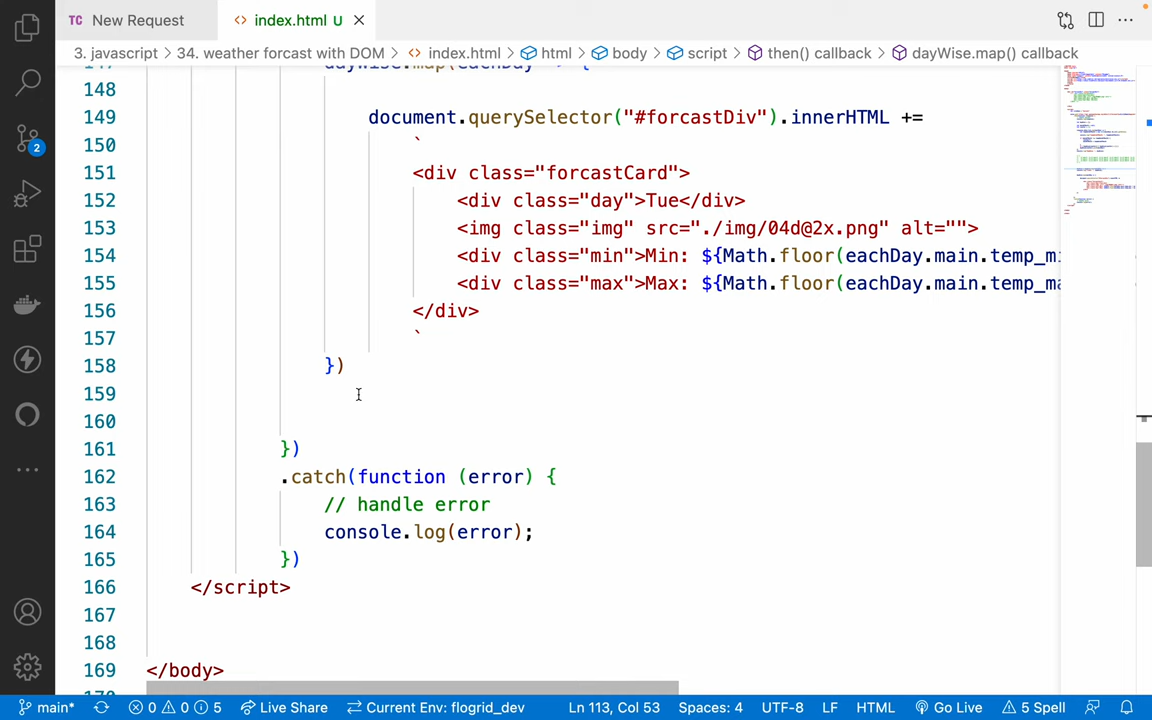 TC New Request
<> index.html U ×
3. javascript > 34. weather forcast with DOM > <> index.html > html > body > script > then() callback > dayWise.map() callback
148
149 document.querySelector("#forcastDiv").innerHTML +=
150 `
151 <div class="forcastCard">
152 <div class="day">Tue</div>
153 <img class="img" src="./img/04d@2x.png" alt="">
154 <div class="min">Min: ${Math.floor(eachDay.main.temp_mi
155 <div class="max">Max: ${Math.floor(eachDay.main.temp_ma
156 </div>
157 `
158 })
159
160
161 })
162 .catch(function (error) {
163 // handle error
164 console.log(error);
165 })
166 </script>
167
168
169 </body>
2
main* 0 0 5 Live Share Current Env: flogrid_dev Ln 113, Col 53 Spaces: 4 UTF-8 LF HTML Go Live 5 Spell